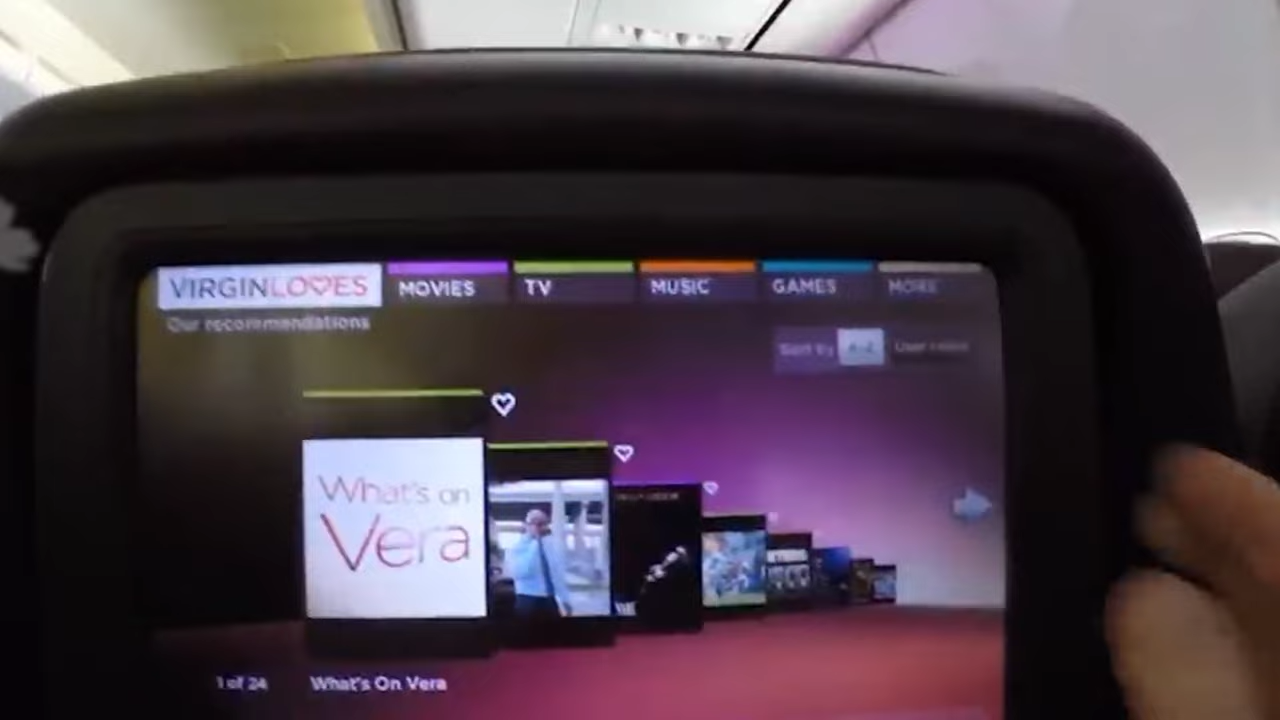 VIRGINLOVES MOVIES TV MUSIC GAMES MORE
Our recommendations
Sort by A-Z
What's on
Vera
1 of 24 What's On Vera